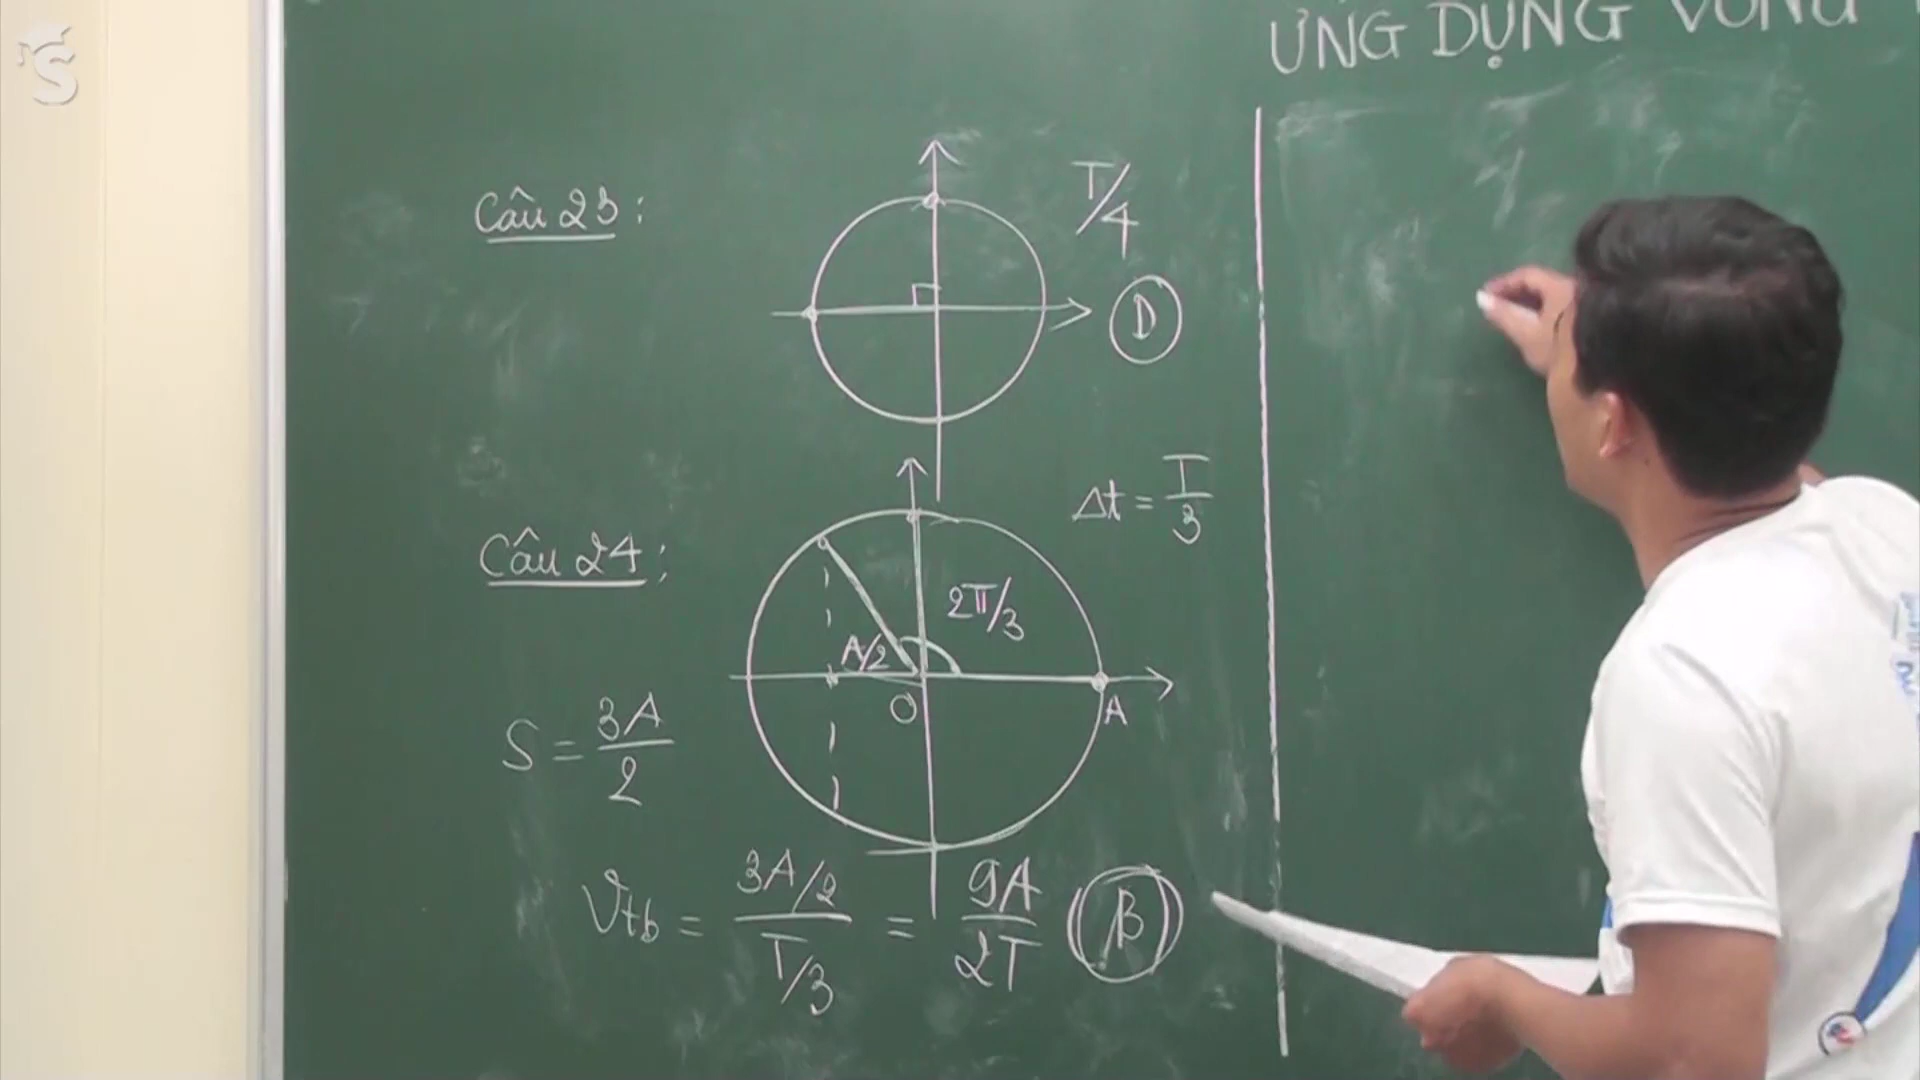 ỨNG DỤNG VÒNG
Câu 23:
T/4
D
Δt = T/3
Câu 24:
2π/3
A/2
O
A
S = 3A/2
Vtb = (3A/2)/(T/3) = 9A/2T
B
S